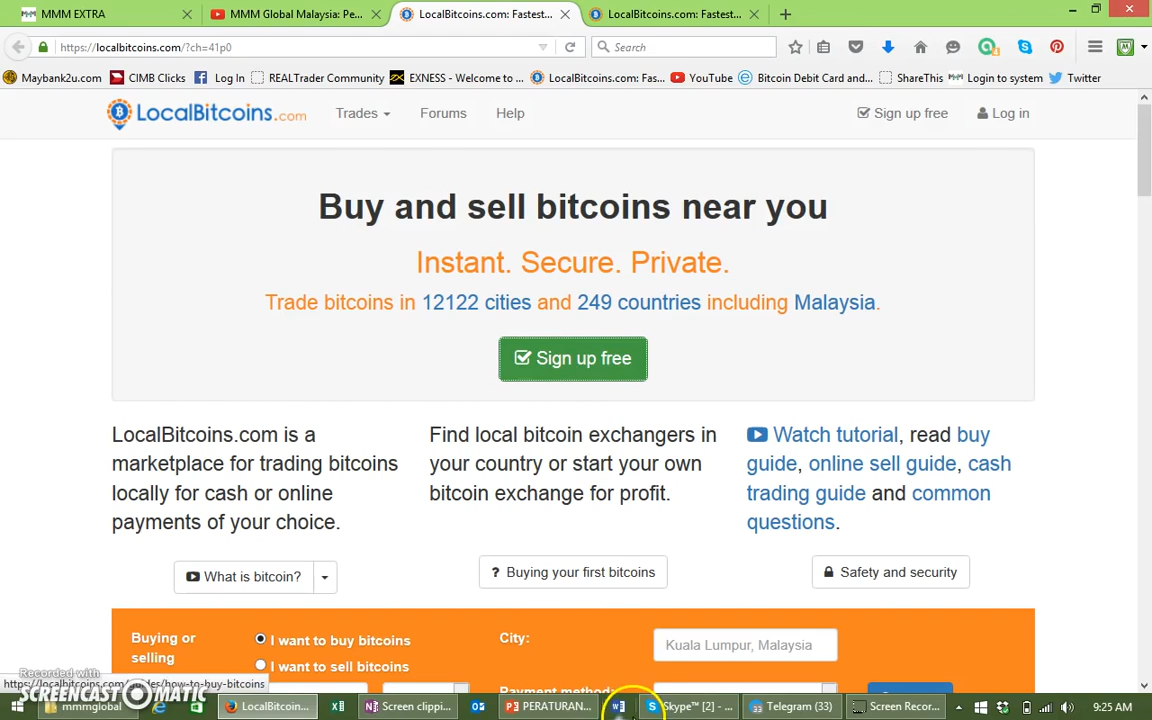 MMM EXTRA
MMM Global Malaysia: Pe...
LocalBitcoins.com: Fastest...
LocalBitcoins.com: Fastest...
https://localbitcoins.com/?ch=41p0
Search
Maybank2u.com
CIMB Clicks
Log In
REALTrader Community
EXNESS - Welcome to ...
LocalBitcoins.com: Fas...
YouTube
Bitcoin Debit Card and...
ShareThis
Login to system
Twitter
LocalBitcoins.com
Trades
Forums
Help
Sign up free
Log in
Buy and sell bitcoins near you
Instant. Secure. Private.
Trade bitcoins in 12122 cities and 249 countries including Malaysia.
Sign up free
LocalBitcoins.com is a
marketplace for trading bitcoins
locally for cash or online
payments of your choice.
Find local bitcoin exchangers in
your country or start your own
bitcoin exchange for profit.
Watch tutorial, read buy
guide, online sell guide, cash
trading guide and common
questions.
What is bitcoin?
? Buying your first bitcoins
Safety and security
Buying or
selling
I want to buy bitcoins
I want to sell bitcoins
City:
Kuala Lumpur, Malaysia
Payment method:
Recorded with
SCREENCAST MATIC
mmmglobal
LocalBitcoin...
Screen clippi...
PERATURAN...
Skype™ [2] - ...
Telegram (33)
Screen Recor...
9:25 AM